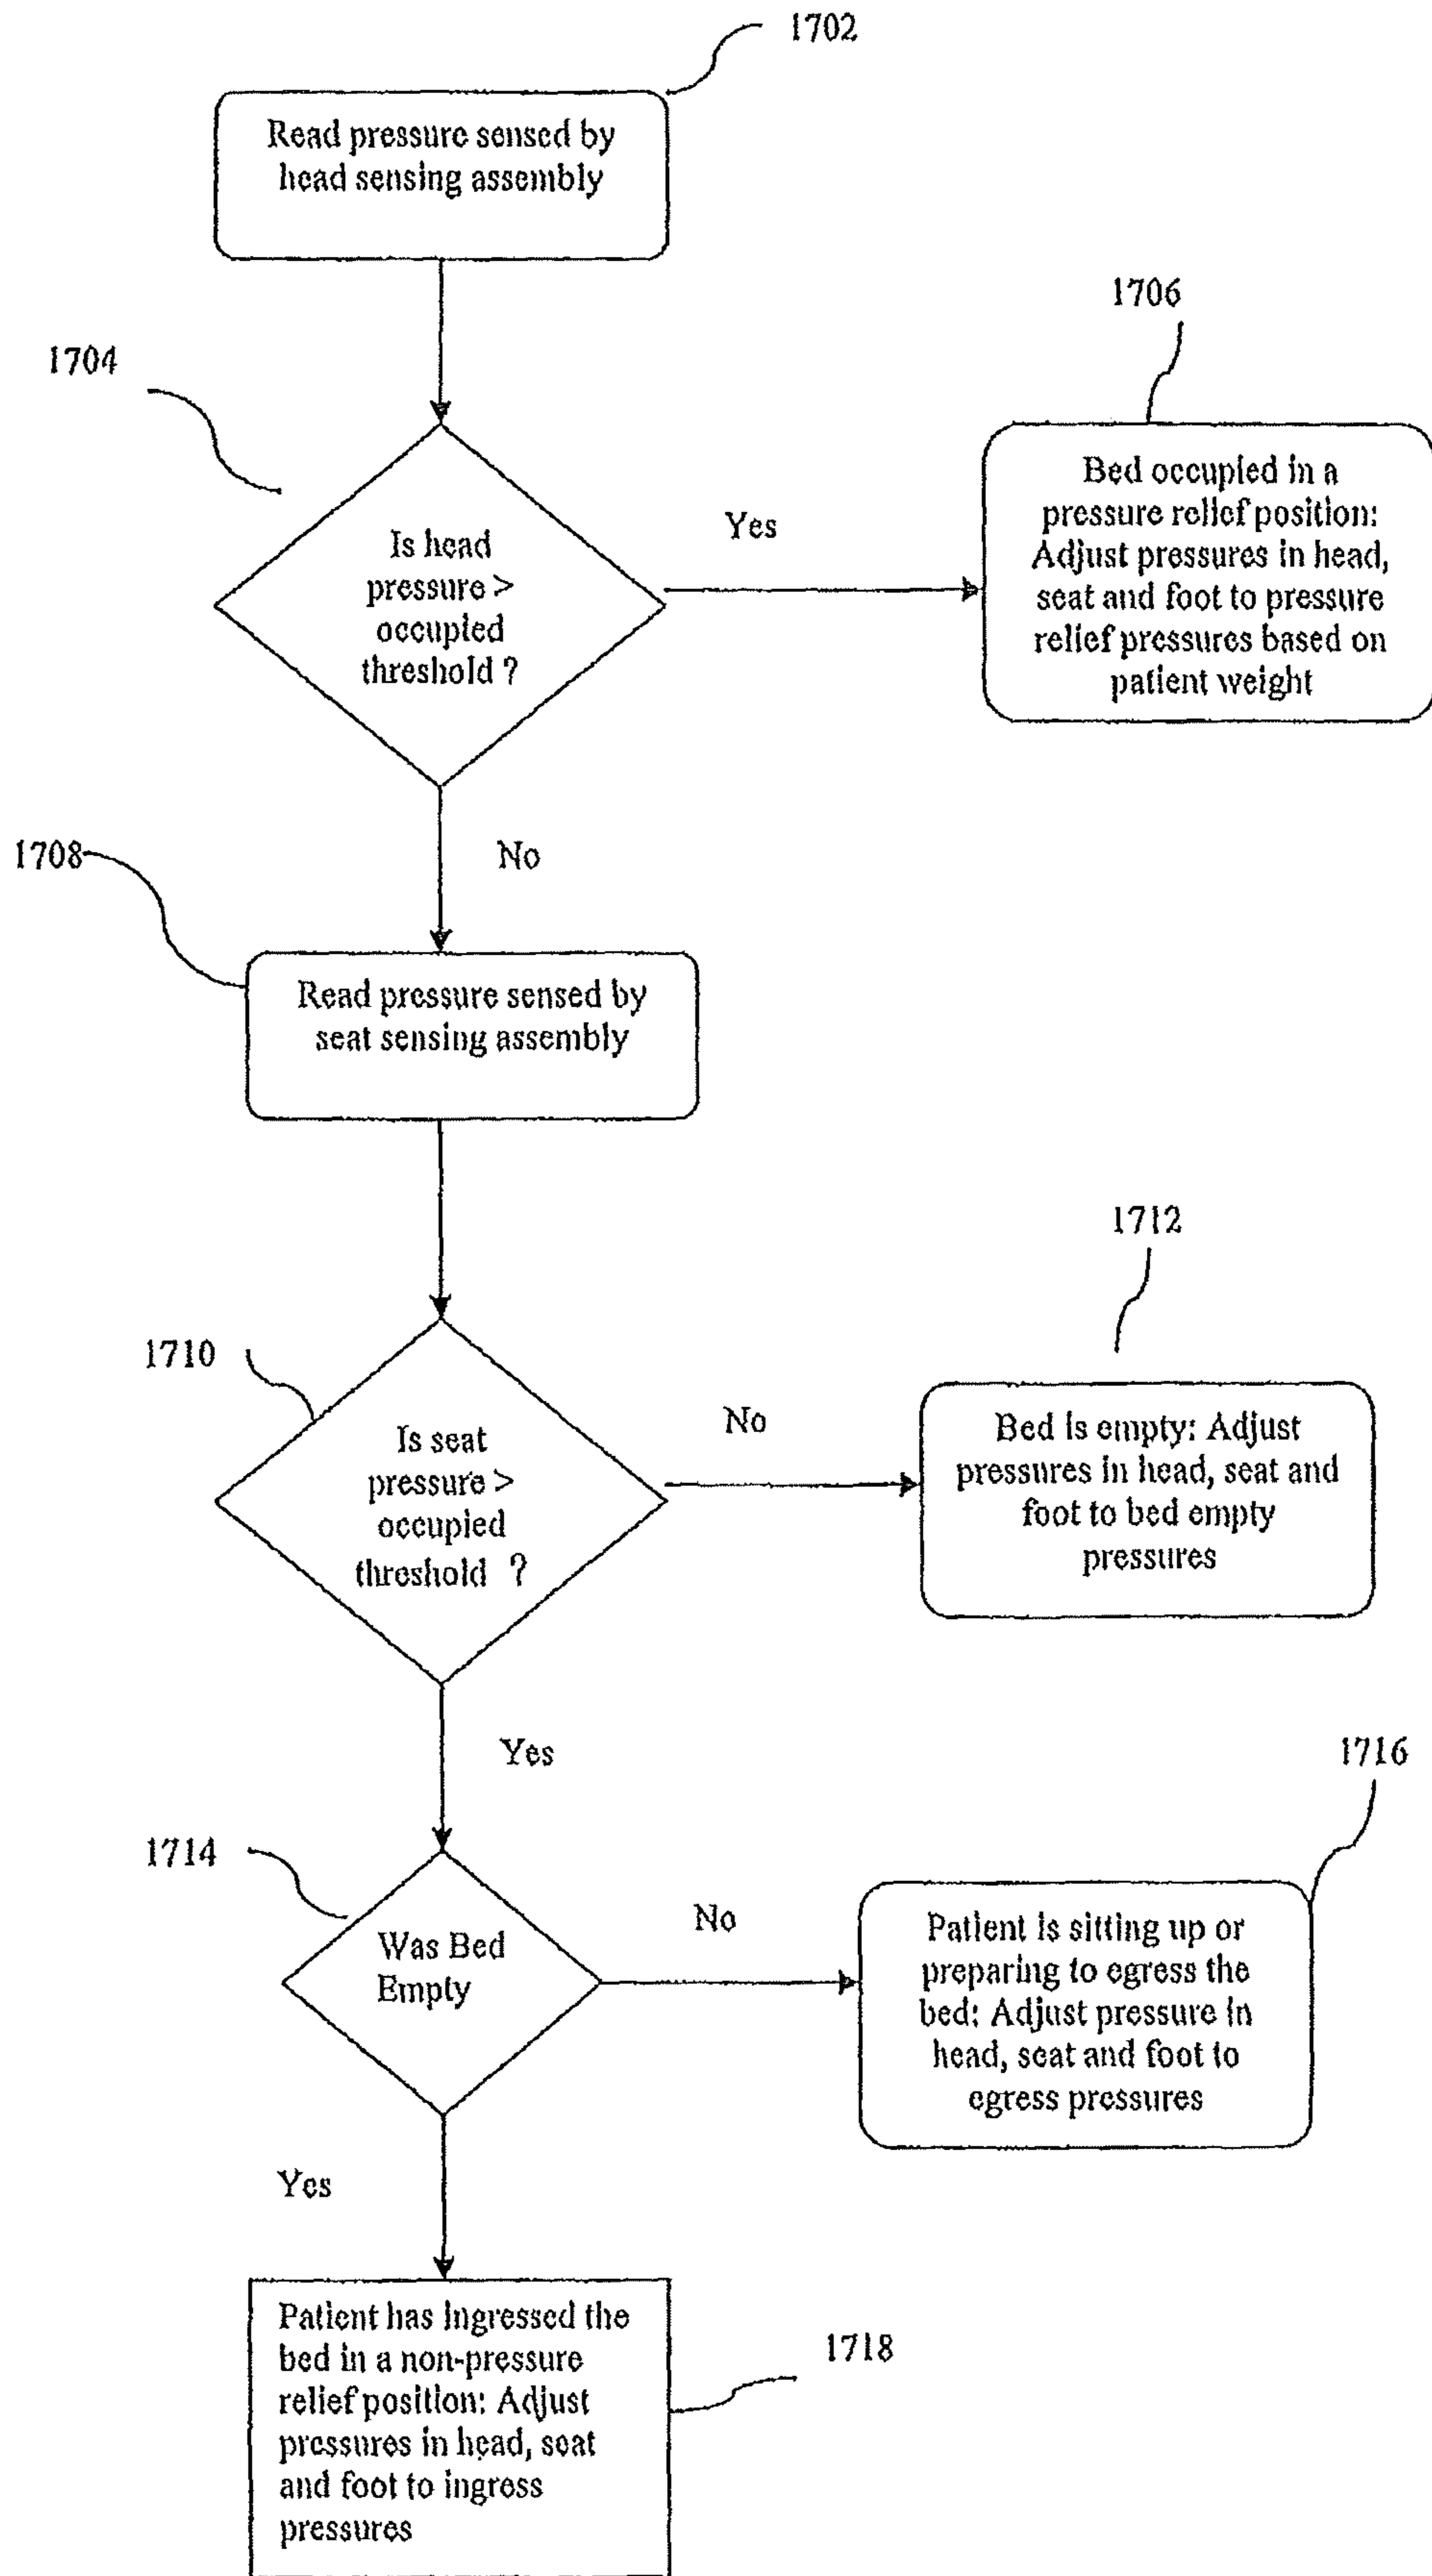 1702
Read pressure sensed by
head sensing assembly
1706
1704
Bed occupied in a
pressure relief position:
Adjust pressures in head,
seat and foot to pressure
relief pressures based on
patient weight
Yes
Is head
pressure >
occupied
threshold ?
No
1708
Read pressure sensed by
seat sensing assembly
1712
1710
No
Bed is empty: Adjust
pressures in head, seat and
foot to bed empty
pressures
Is seat
pressure >
occupied
threshold ?
Yes
1716
1714
No
Was Bed
Empty
Patient is sitting up or
preparing to egress the
bed: Adjust pressure in
head, seat and foot to
egress pressures
Yes
1718
Patient has ingressed the
bed in a non-pressure
relief position: Adjust
pressures in head, seat
and foot to ingress
pressures